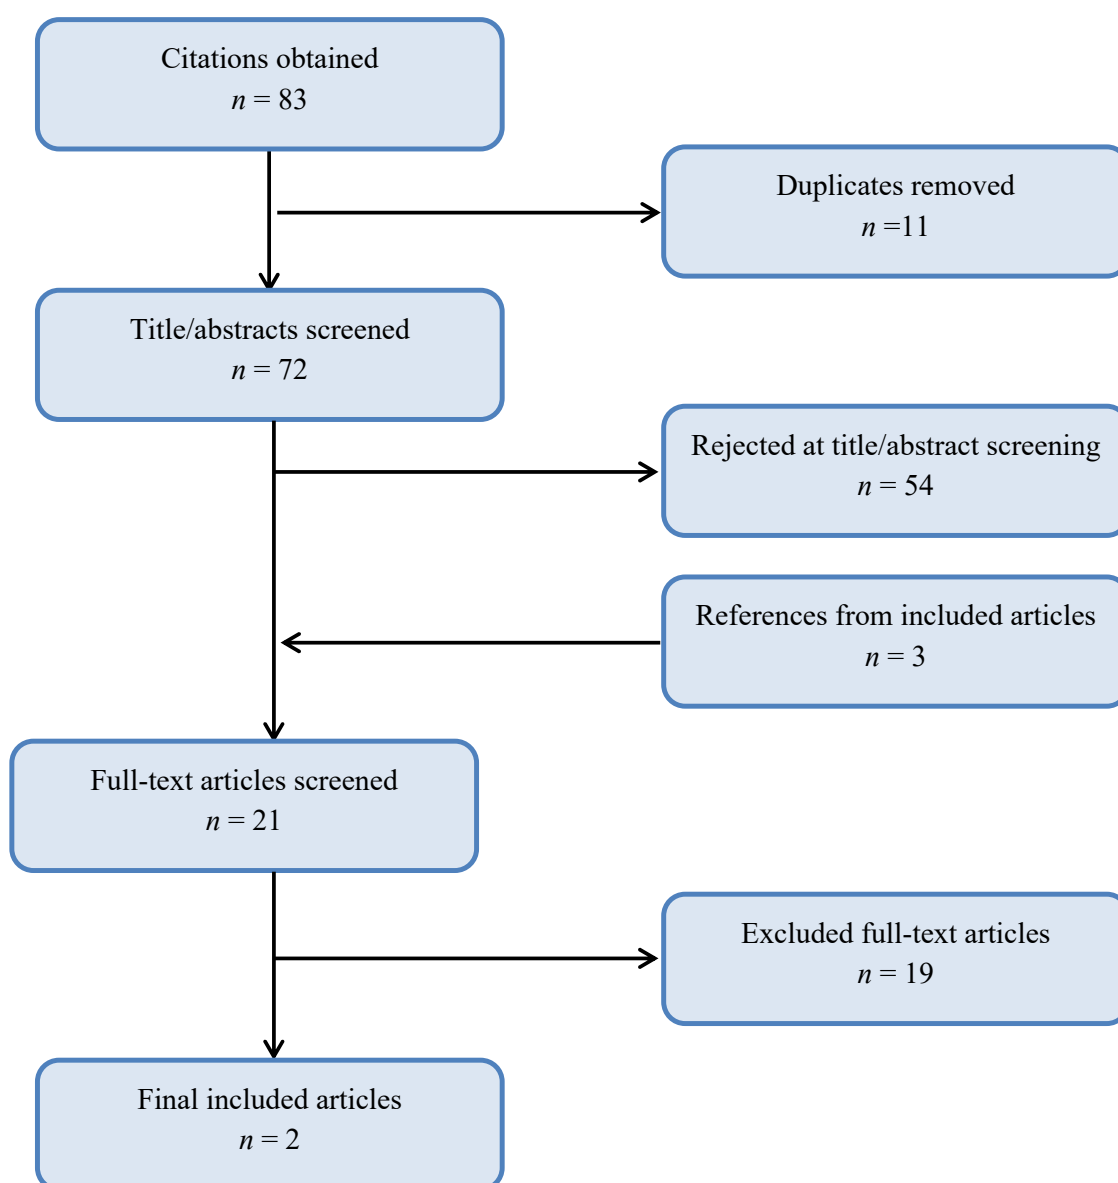 Citations obtained
n = 83
Duplicates removed
n =11
Title/abstracts screened
n = 72
Rejected at title/abstract screening
n = 54
References from included articles
n = 3
Full-text articles screened
n = 21
Excluded full-text articles
n = 19
Final included articles
n = 2